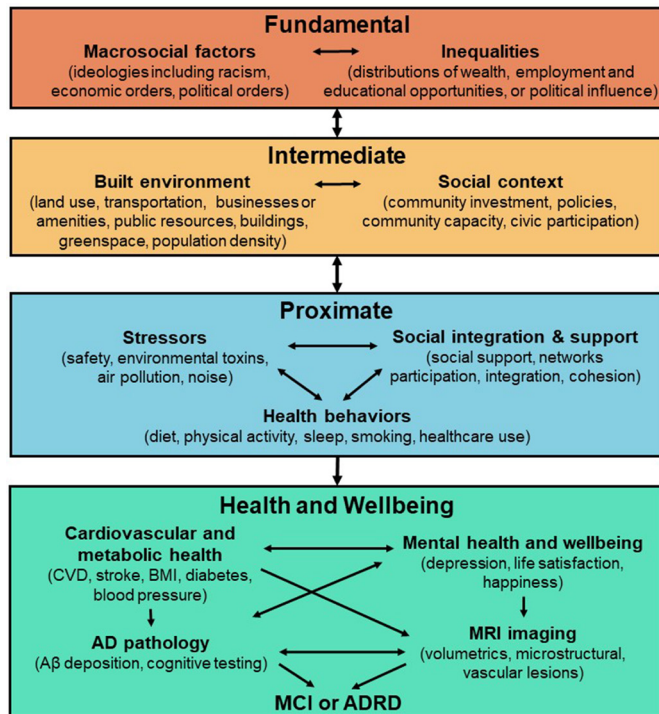 Fundamental
Macrosocial factors
(ideologies including racism,
economic orders, political orders)
Inequalities
(distributions of wealth, employment and
educational opportunities, or political influence)
Intermediate
Built environment
(land use, transportation, businesses or
amenities, public resources, buildings,
greenspace, population density)
Social context
(community investment, policies,
community capacity, civic participation)
Proximate
Stressors
(safety, environmental toxins,
air pollution, noise)
Social integration & support
(social support, networks
participation, integration, cohesion)
Health behaviors
(diet, physical activity, sleep, smoking, healthcare use)
Health and Wellbeing
Cardiovascular and
metabolic health
(CVD, stroke, BMI, diabetes,
blood pressure)
Mental health and wellbeing
(depression, life satisfaction,
happiness)
AD pathology
(Aβ deposition, cognitive testing)
MRI imaging
(volumetrics, microstructural,
vascular lesions)
MCI or ADRD